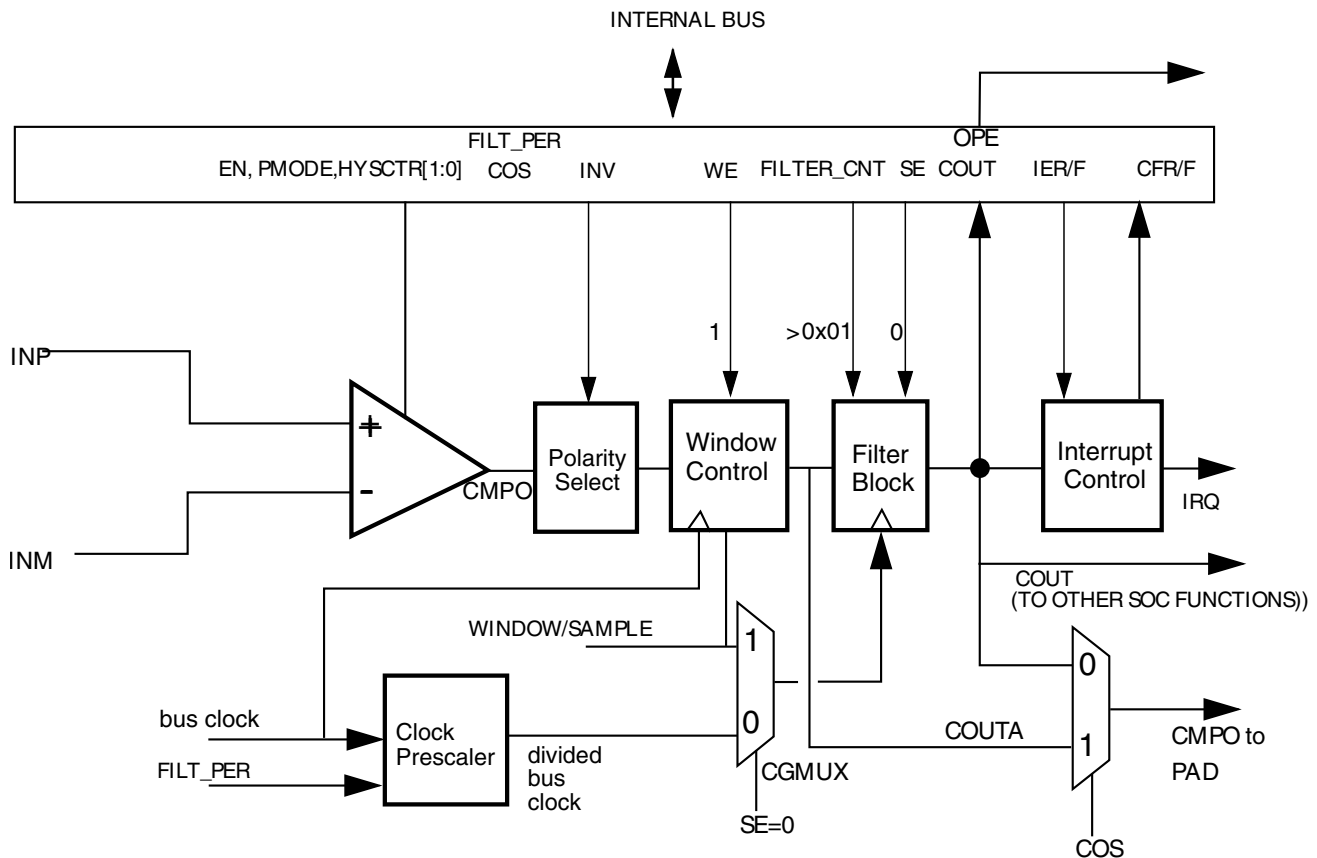 INTERNAL BUS
FILT_PER
OPE
EN, PMODE,HYSCTR[1:0]
COS
INV
WE
FILTER_CNT
SE
COUT
IER/F
CFR/F
1
>0x01
0
INP
+
-
INM
CMPO
Polarity
Select
Window
Control
Filter
Block
Interrupt
Control
IRQ
COUT
(TO OTHER SOC FUNCTIONS))
WINDOW/SAMPLE
1
0
CGMUX
SE=0
bus clock
FILT_PER
Clock
Prescaler
divided
bus
clock
COUTA
0
1
CMPO to
PAD
COS